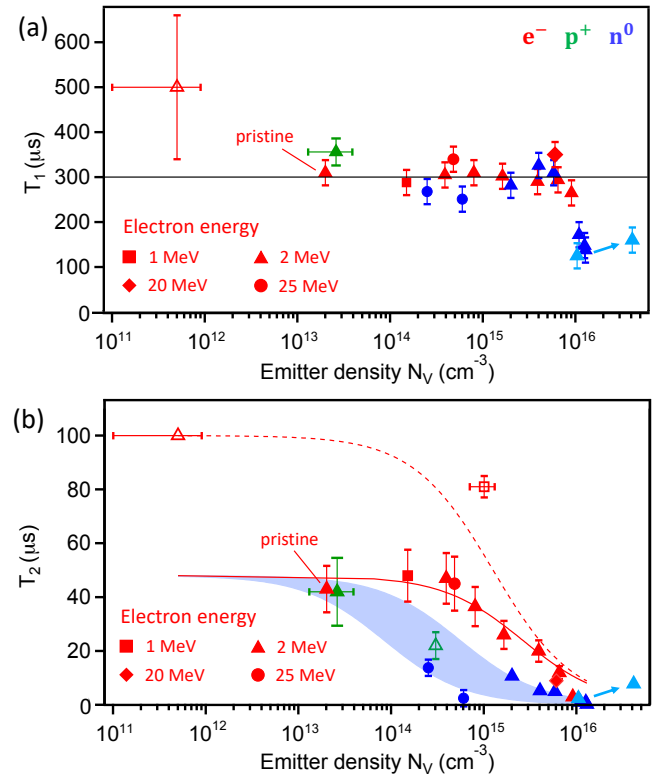 (a)
600
500
400
300
200
100
0
T₁ (μs)
e⁻ p⁺ n⁰
pristine
Electron energy
1 MeV 2 MeV
20 MeV 25 MeV
10¹¹ 10¹² 10¹³ 10¹⁴ 10¹⁵ 10¹⁶
Emitter density N_V (cm⁻³)
(b)
100
80
60
40
20
0
T₂ (μs)
pristine
Electron energy
1 MeV 2 MeV
20 MeV 25 MeV
10¹¹ 10¹² 10¹³ 10¹⁴ 10¹⁵ 10¹⁶
Emitter density N_V (cm⁻³)